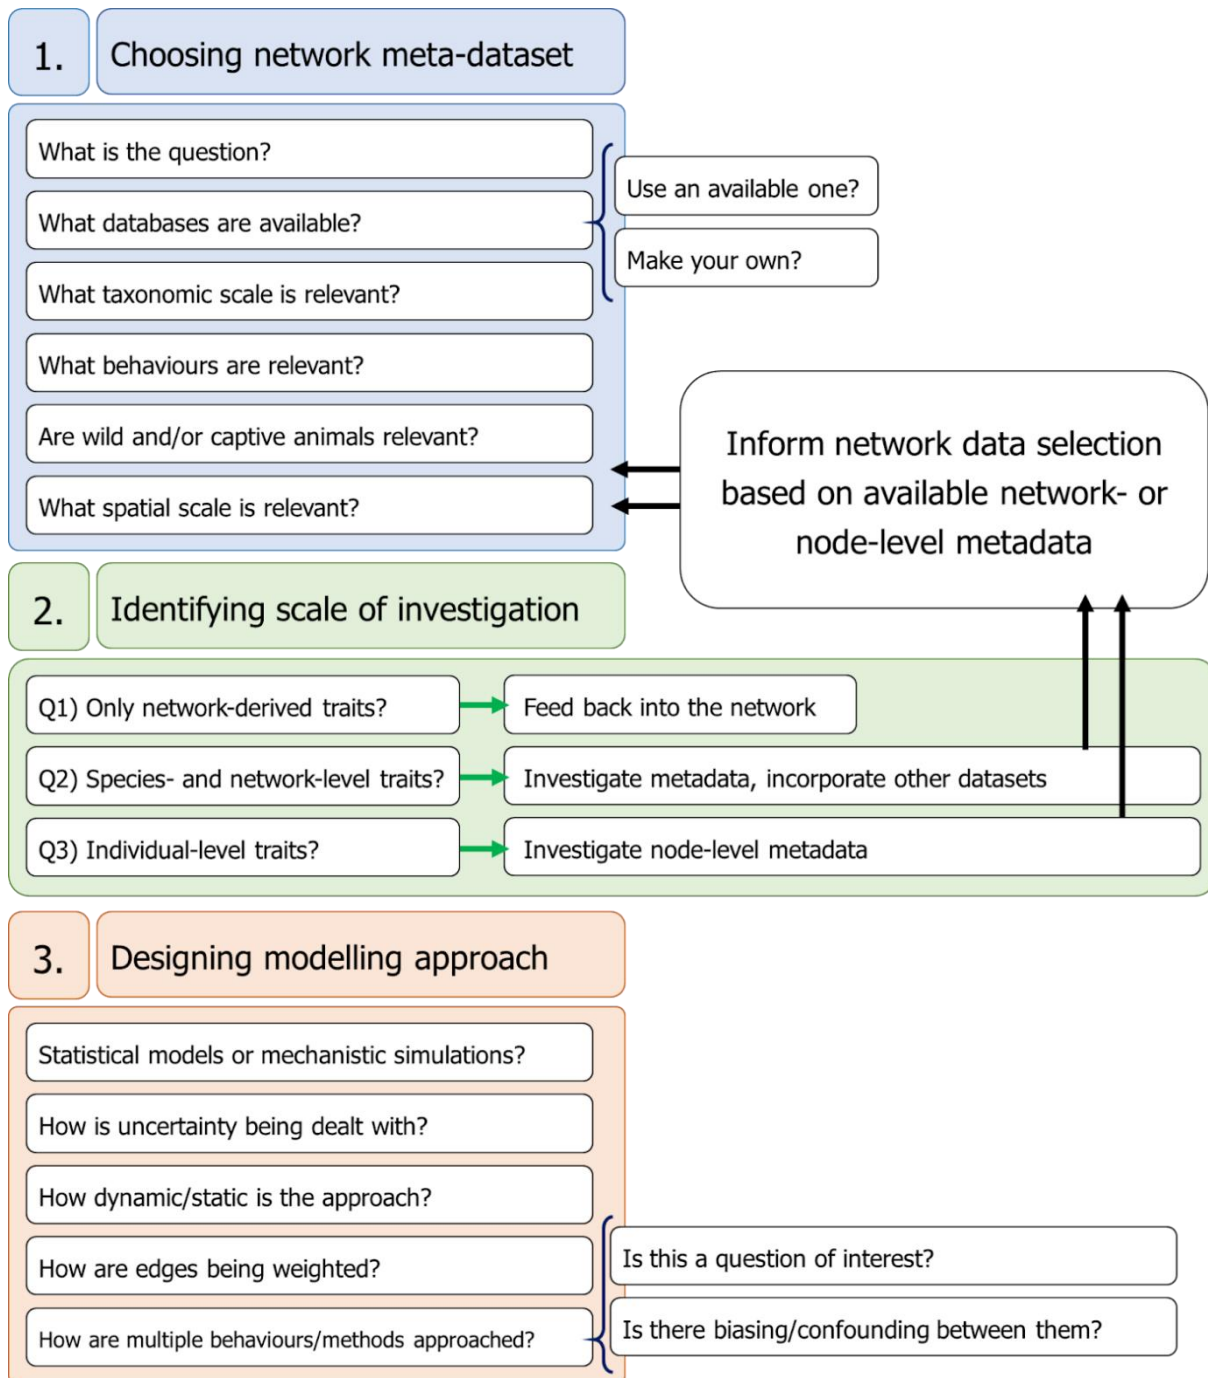 1.
Choosing network meta-dataset
What is the question?
What databases are available?
Use an available one?
Make your own?
What taxonomic scale is relevant?
What behaviours are relevant?
Are wild and/or captive animals relevant?
What spatial scale is relevant?
Inform network data selection
based on available network- or
node-level metadata
2.
Identifying scale of investigation
Q1) Only network-derived traits?
Feed back into the network
Q2) Species- and network-level traits?
Investigate metadata, incorporate other datasets
Q3) Individual-level traits?
Investigate node-level metadata
3.
Designing modelling approach
Statistical models or mechanistic simulations?
How is uncertainty being dealt with?
How dynamic/static is the approach?
How are edges being weighted?
How are multiple behaviours/methods approached?
Is this a question of interest?
Is there biasing/confounding between them?